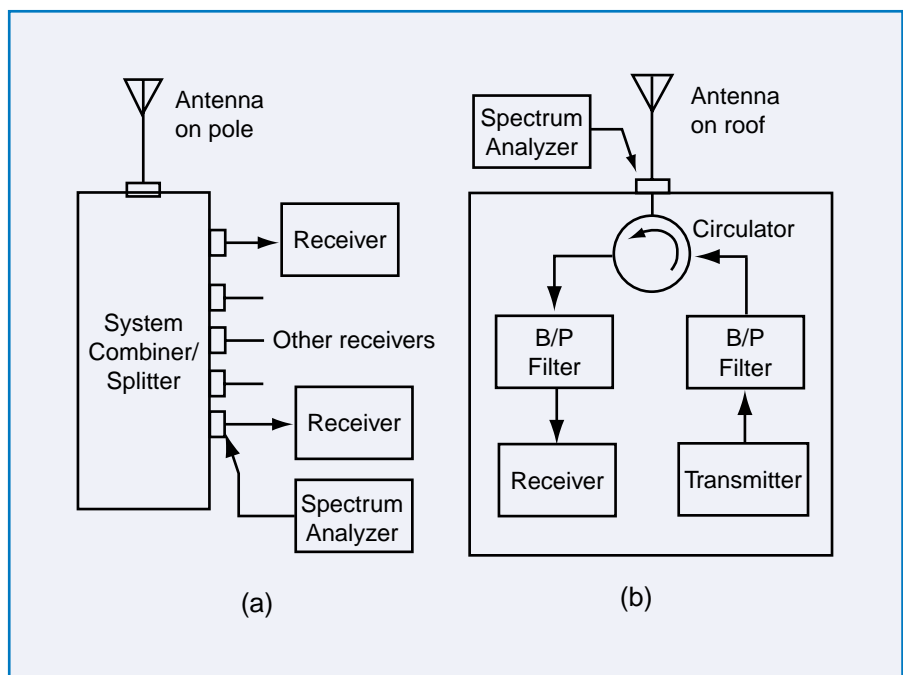 Antenna
on pole
Receiver
System
Combiner/
Splitter
Other receivers
Receiver
Spectrum
Analyzer
(a)
Spectrum
Analyzer
Antenna
on roof
Circulator
B/P
Filter
B/P
Filter
Receiver
Transmitter
(b)